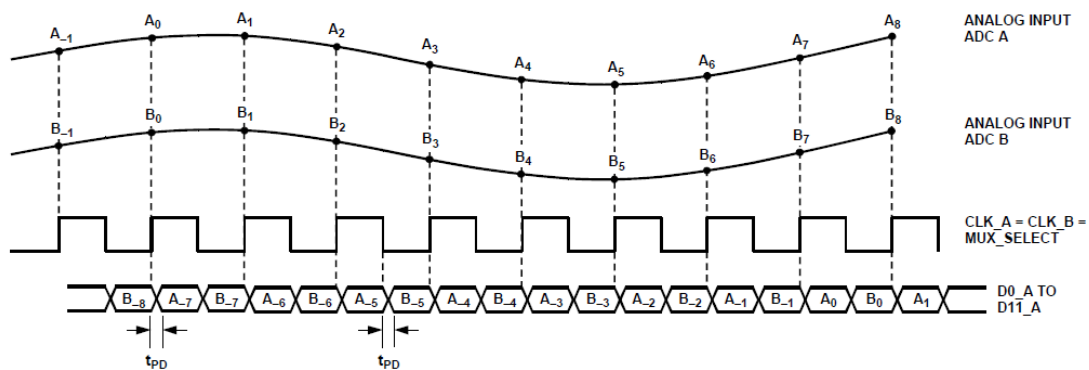 A–1 A0 A1 A2 A3 A4 A5 A6 A7 A8
ANALOG INPUT
ADC A
B–1 B0 B1 B2 B3 B4 B5 B6 B7 B8
ANALOG INPUT
ADC B
CLK_A = CLK_B =
MUX_SELECT
B–8 A–7 B–7 A–6 B–6 A–5 B–5 A–4 B–4 A–3 B–3 A–2 B–2 A–1 B–1 A0 B0 A1
D0_A TO
D11_A
tPD tPD